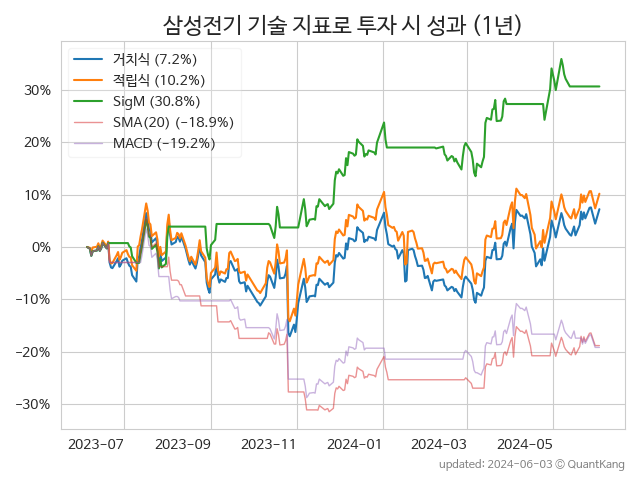 삼성전기 기술 지표로 투자 시 성과 (1년)
거치식 (7.2%)
적립식 (10.2%)
SigM (30.8%)
SMA(20) (−18.9%)
MACD (−19.2%)
30%
20%
10%
0%
−10%
−20%
−30%
2023-07 2023-09 2023-11 2024-01 2024-03 2024-05
updated: 2024-06-03 ⓒ QuantKang